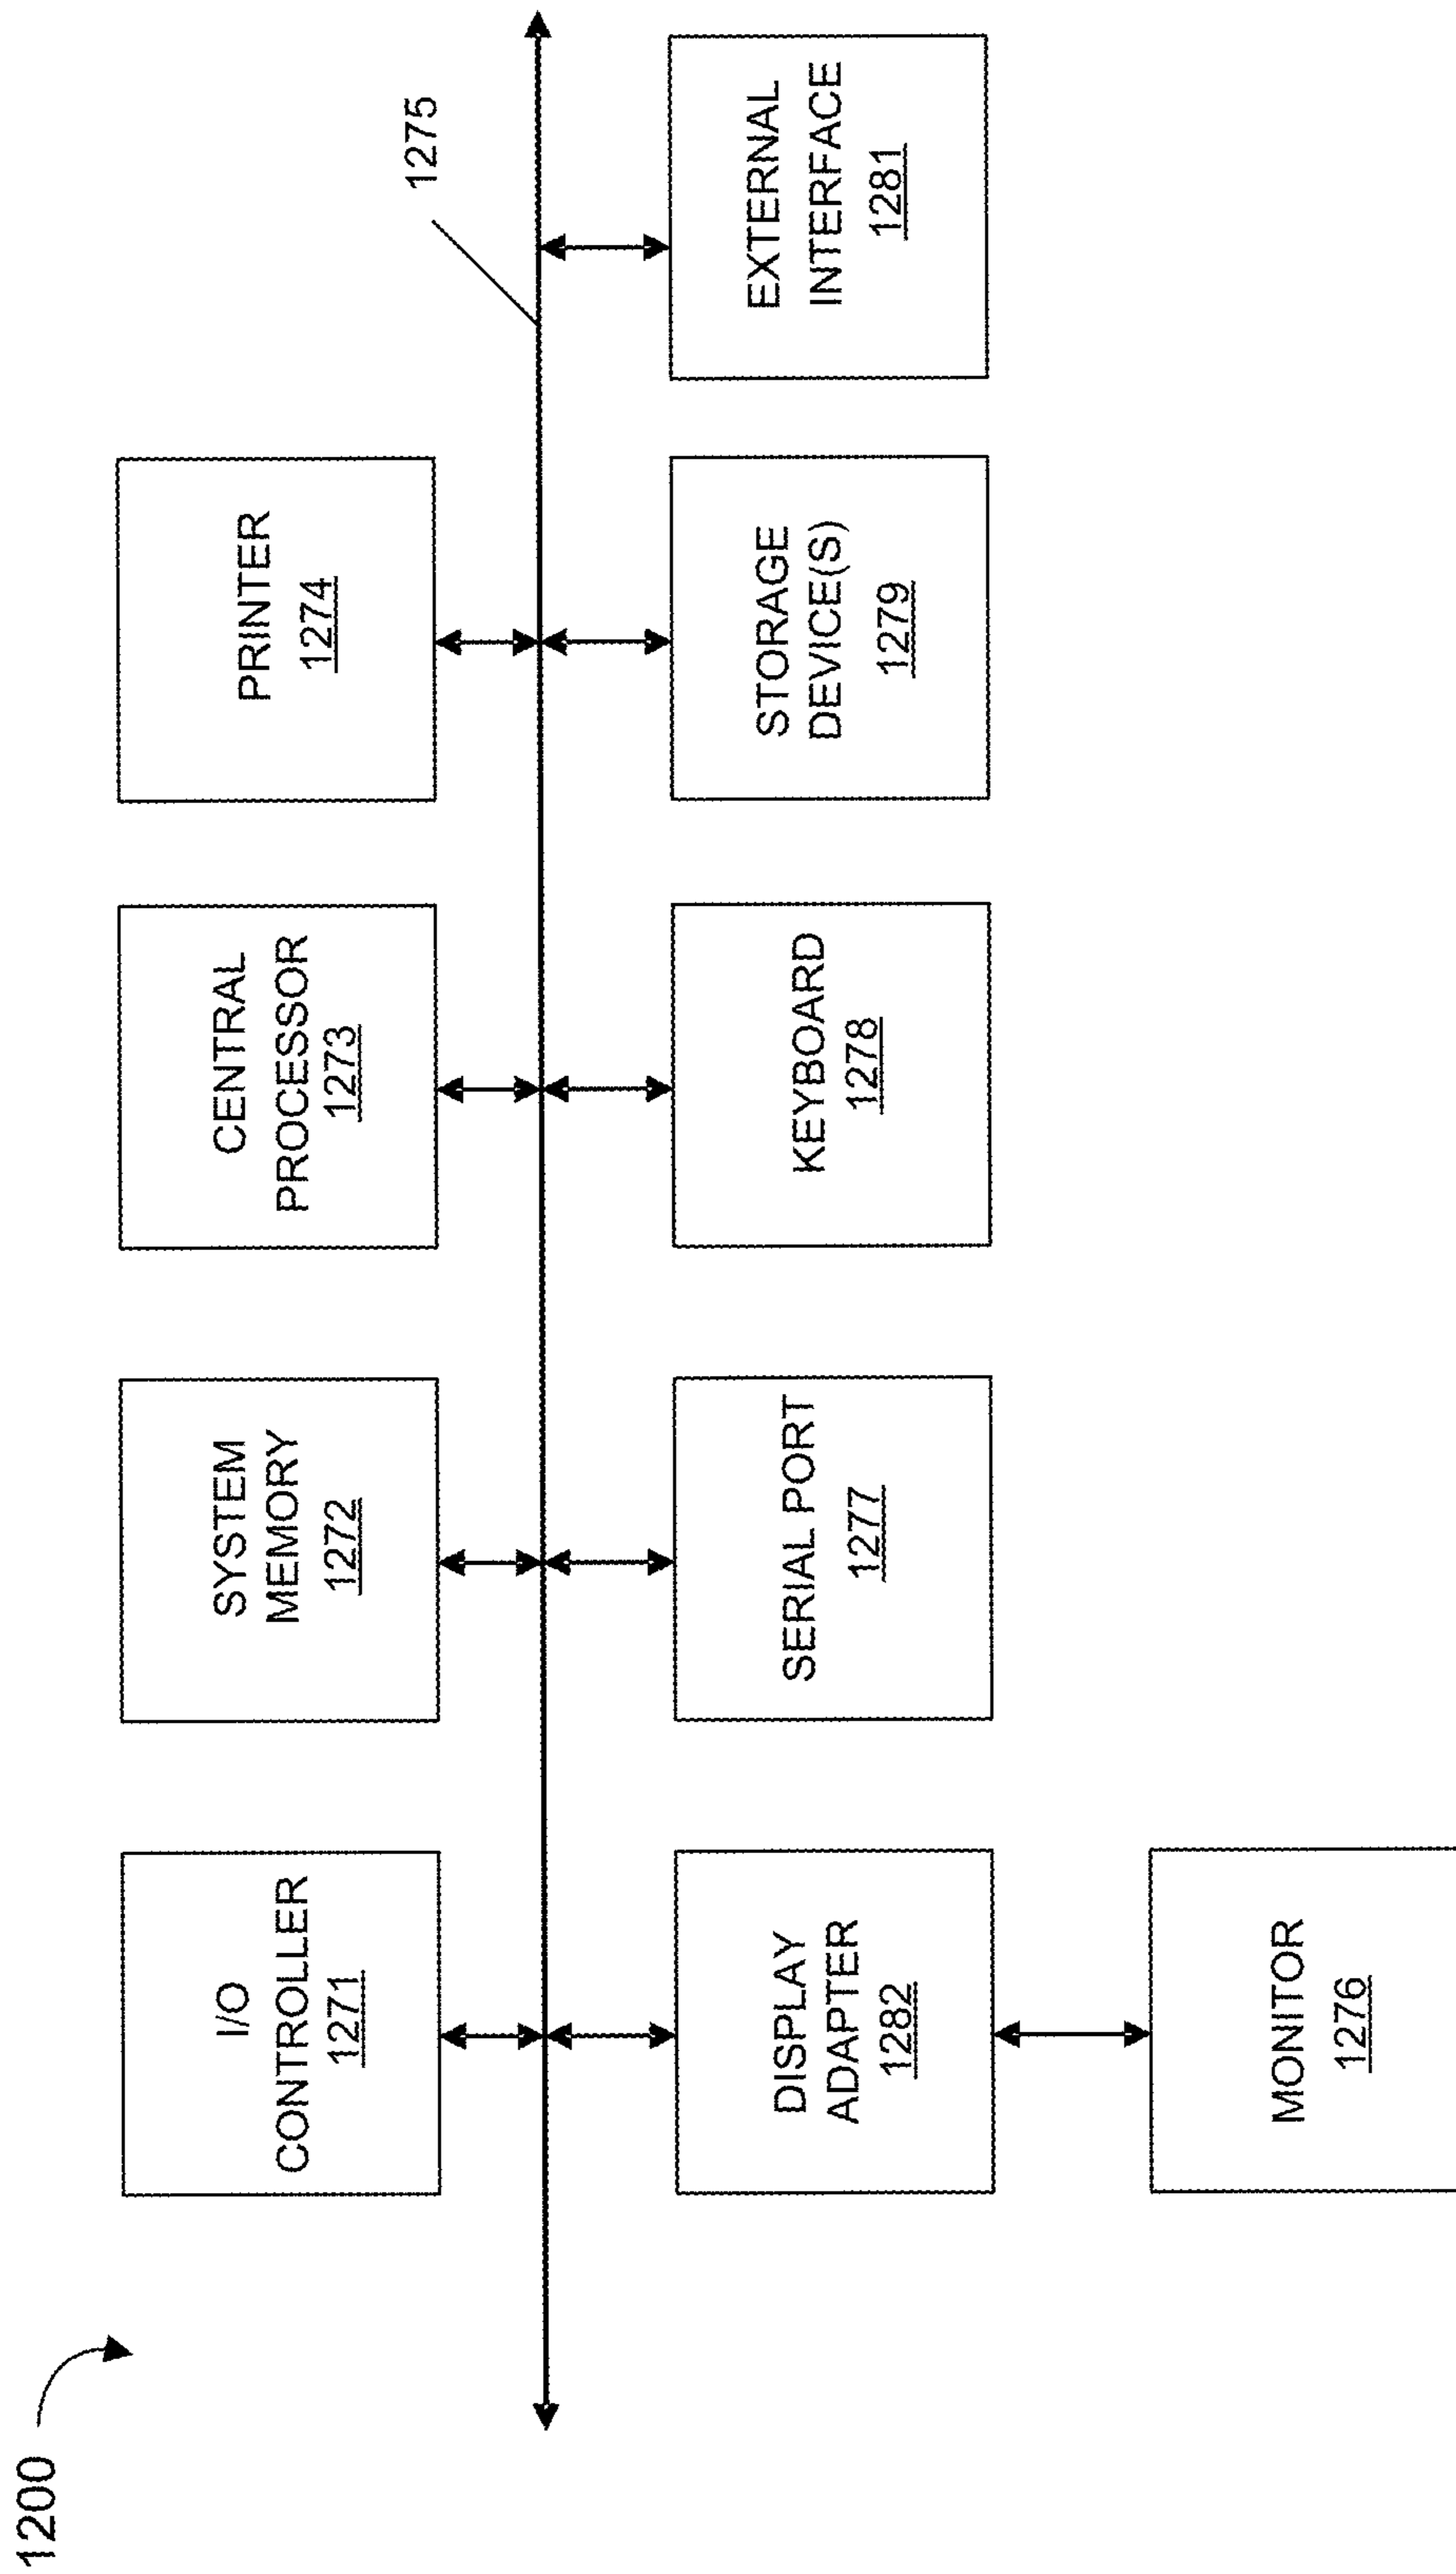 1200
I/O
CONTROLLER
1271
SYSTEM
MEMORY
1272
CENTRAL
PROCESSOR
1273
PRINTER
1274
1275
DISPLAY
ADAPTER
1282
SERIAL PORT
1277
KEYBOARD
1278
STORAGE
DEVICE(S)
1279
EXTERNAL
INTERFACE
1281
MONITOR
1276